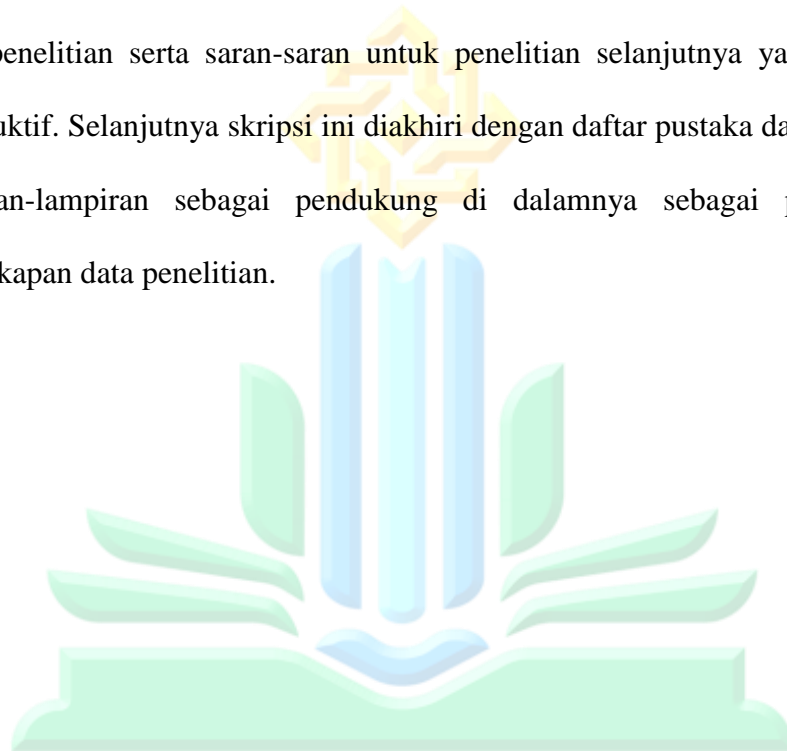 penelitian serta saran-saran untuk penelitian selanjutnya ya
uktif. Selanjutnya skripsi ini diakhiri dengan daftar pustaka da
an-lampiran sebagai pendukung di dalamnya sebagai p
kapan data penelitian.